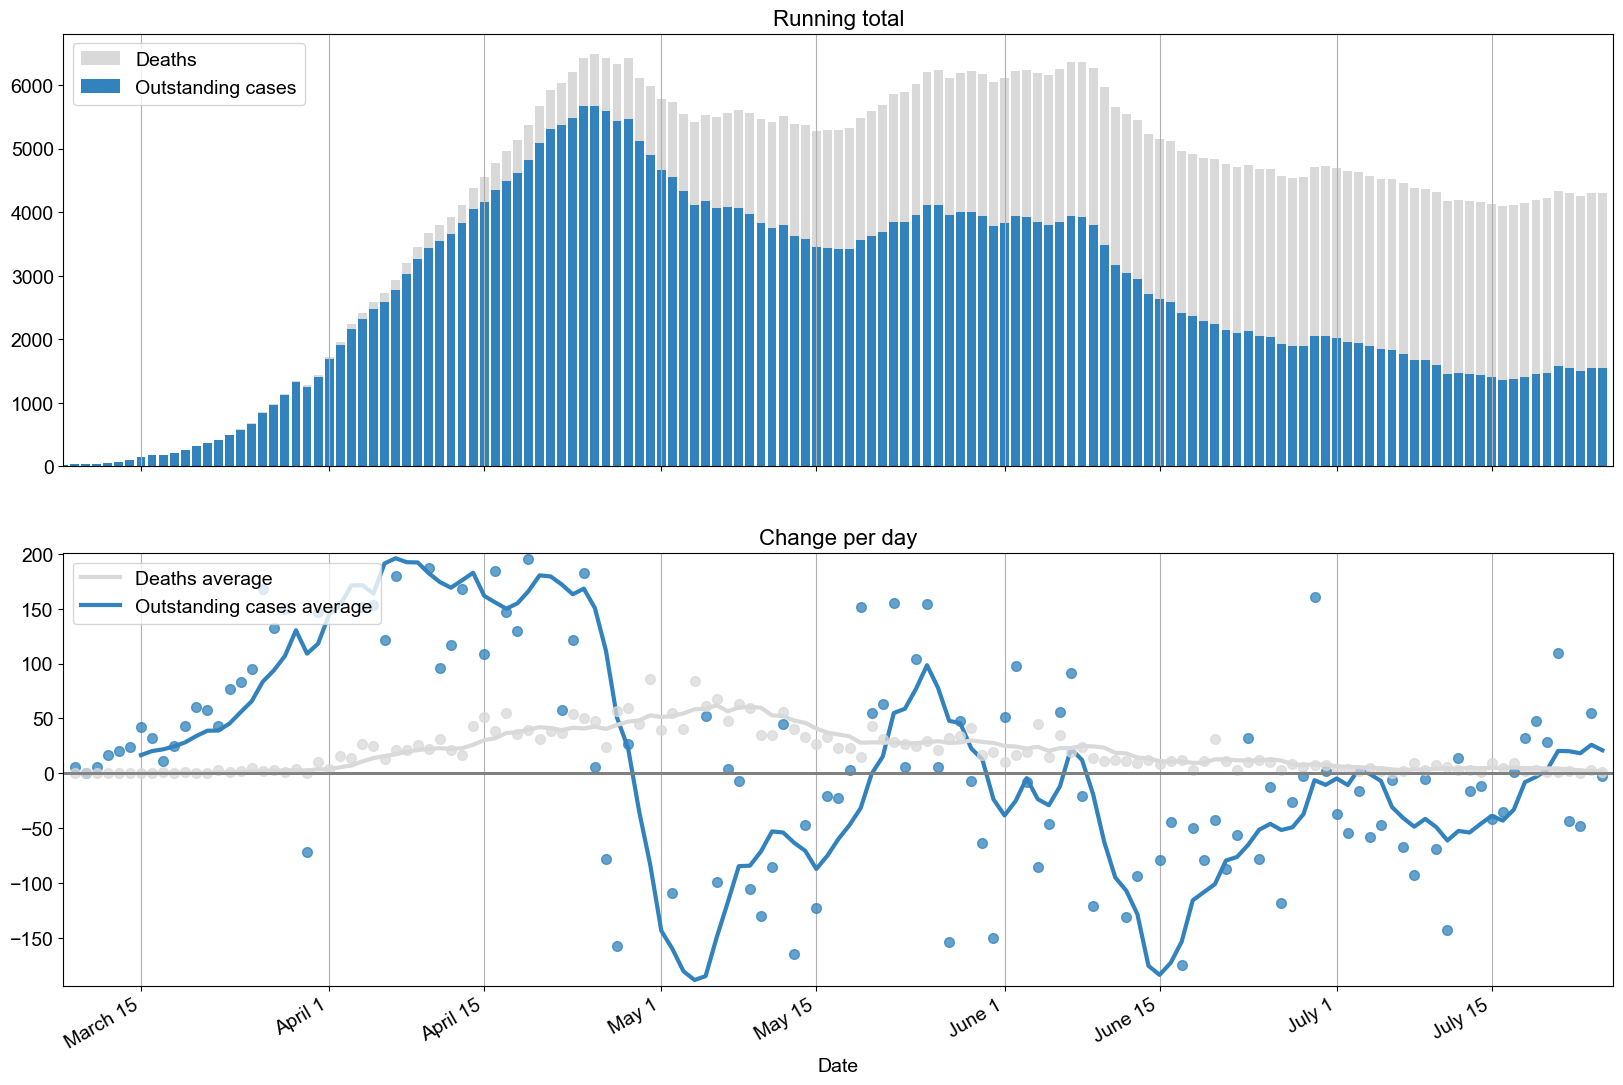 Running total
Deaths
Outstanding cases
6000
5000
4000
3000
2000
1000
0
Change per day
Deaths average
Outstanding cases average
200
150
100
50
0
−50
−100
−150
March 15
April 1
April 15
May 1
May 15
June 1
June 15
July 1
July 15
Date